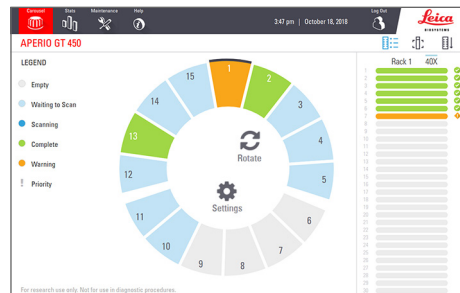 Carousel Stats Maintenance Help Log Out
3:47 pm | October 18, 2018
Leica
BIOSYSTEMS
APERIO GT 450
LEGEND
Empty
Waiting to Scan
Scanning
Complete
Warning
! Priority
1
2
3
4
5
6
7
8
9
10
11
12
13
14
15
Rotate
Settings
Rack 1 40X
For research use only. Not for use in diagnostic procedures.